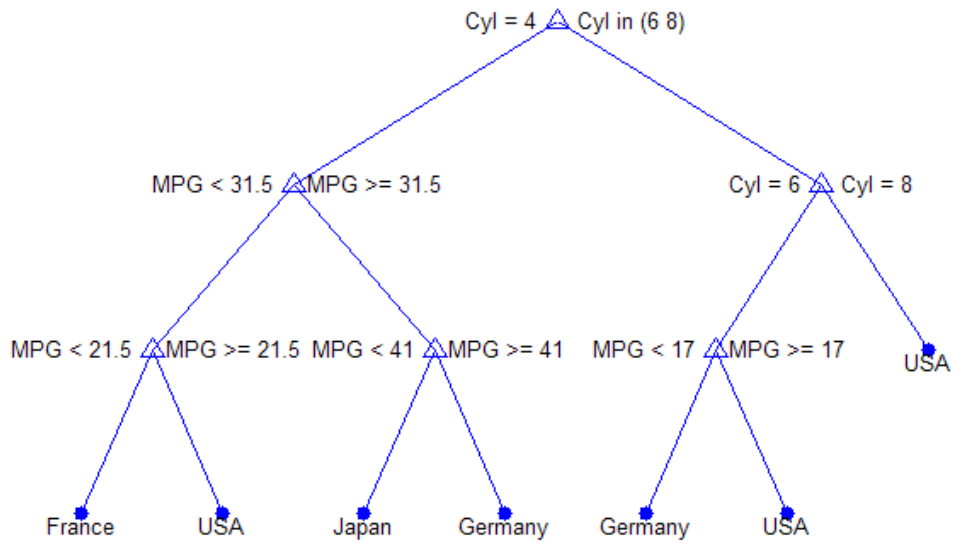 Cyl = 4 Cyl in (6 8)
MPG < 31.5 MPG >= 31.5 Cyl = 6 Cyl = 8
MPG < 21.5 MPG >= 21.5 MPG < 41 MPG >= 41 MPG < 17 MPG >= 17
USA
France USA Japan Germany Germany USA